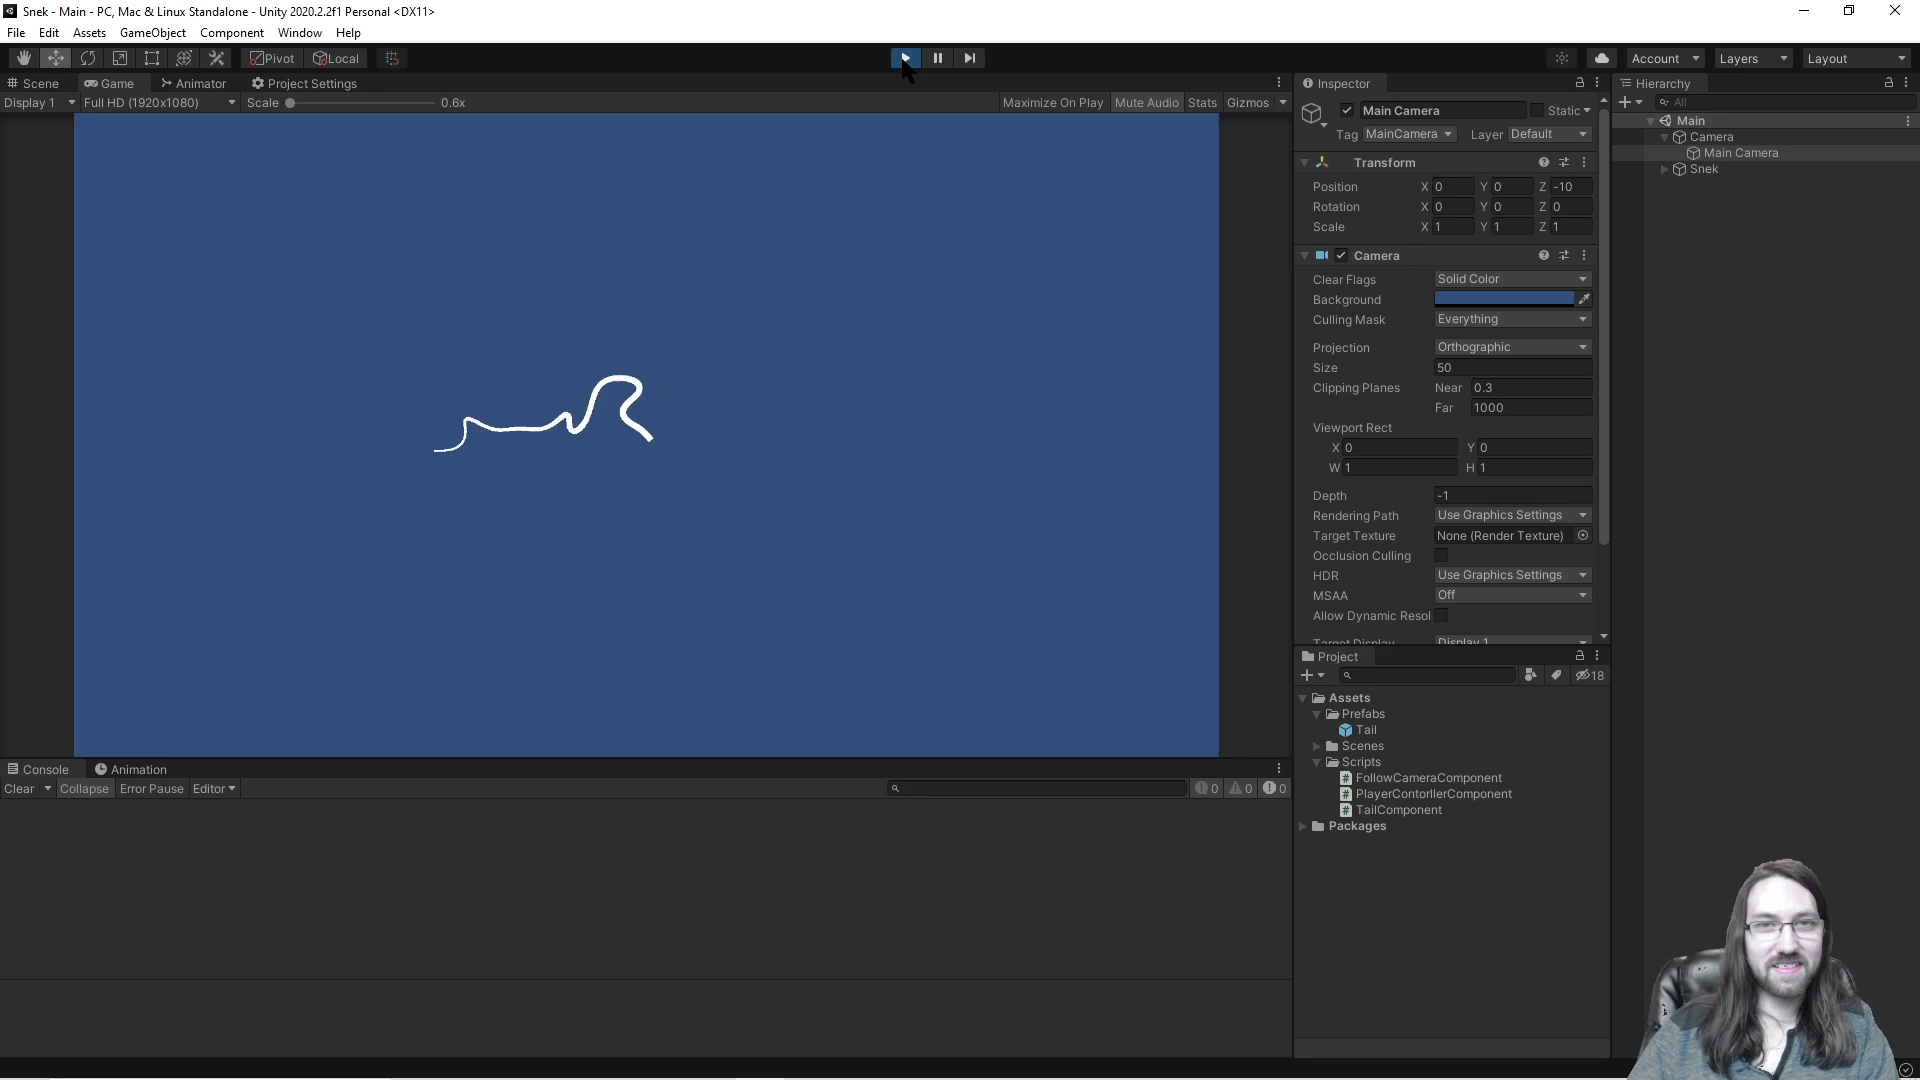 Snek - Main - PC, Mac & Linux Standalone - Unity 2020.2.2f1 Personal <DX11>
File Edit Assets GameObject Component Window Help
Pivot Local Account Layers Layout
Scene Game Animator Project Settings
Display 1 Full HD (1920x1080) Scale 0.6x Maximize On Play Mute Audio Stats Gizmos
Inspector
Main Camera Static
Tag MainCamera Layer Default
Transform
Position X 0 Y 0 Z -10
Rotation X 0 Y 0 Z 0
Scale X 1 Y 1 Z 1
Camera
Clear Flags Solid Color
Background
Culling Mask Everything
Projection Orthographic
Size 50
Clipping Planes Near 0.3
Far 1000
Viewport Rect
X 0 Y 0
W 1 H 1
Depth -1
Rendering Path Use Graphics Settings
Target Texture None (Render Texture)
Occlusion Culling
HDR Use Graphics Settings
MSAA Off
Allow Dynamic Resol
Target Display Display 1
Hierarchy
All
Main
Camera
Main Camera
Snek
Project
18
Assets
Prefabs
Tail
Scenes
Scripts
FollowCameraComponent
PlayerContorllerComponent
TailComponent
Packages
Console Animation
Clear Collapse Error Pause Editor 0 0 0